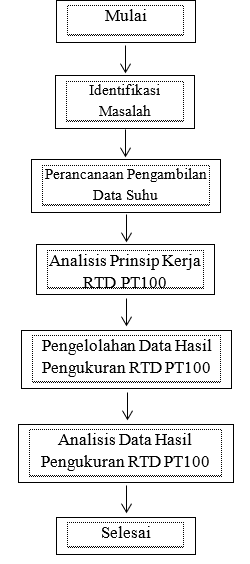 Mulai
Identifikasi
Masalah
Perancanaan Pengambilan
Data Suhu
Analisis Prinsip Kerja
RTD PT100
Pengelolahan Data Hasil
Pengukuran RTD PT100
Analisis Data Hasil
Pengukuran RTD PT100
Selesai